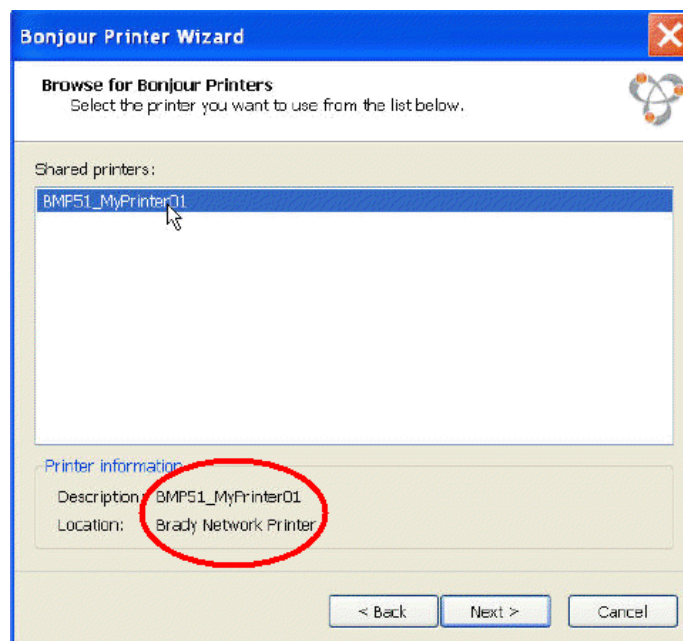 Bonjour Printer Wizard
Browse for Bonjour Printers
Select the printer you want to use from the list below.
Shared printers:
BMP51_MyPrinter01
Printer information
Description: BMP51_MyPrinter01
Location: Brady Network Printer
< Back Next > Cancel